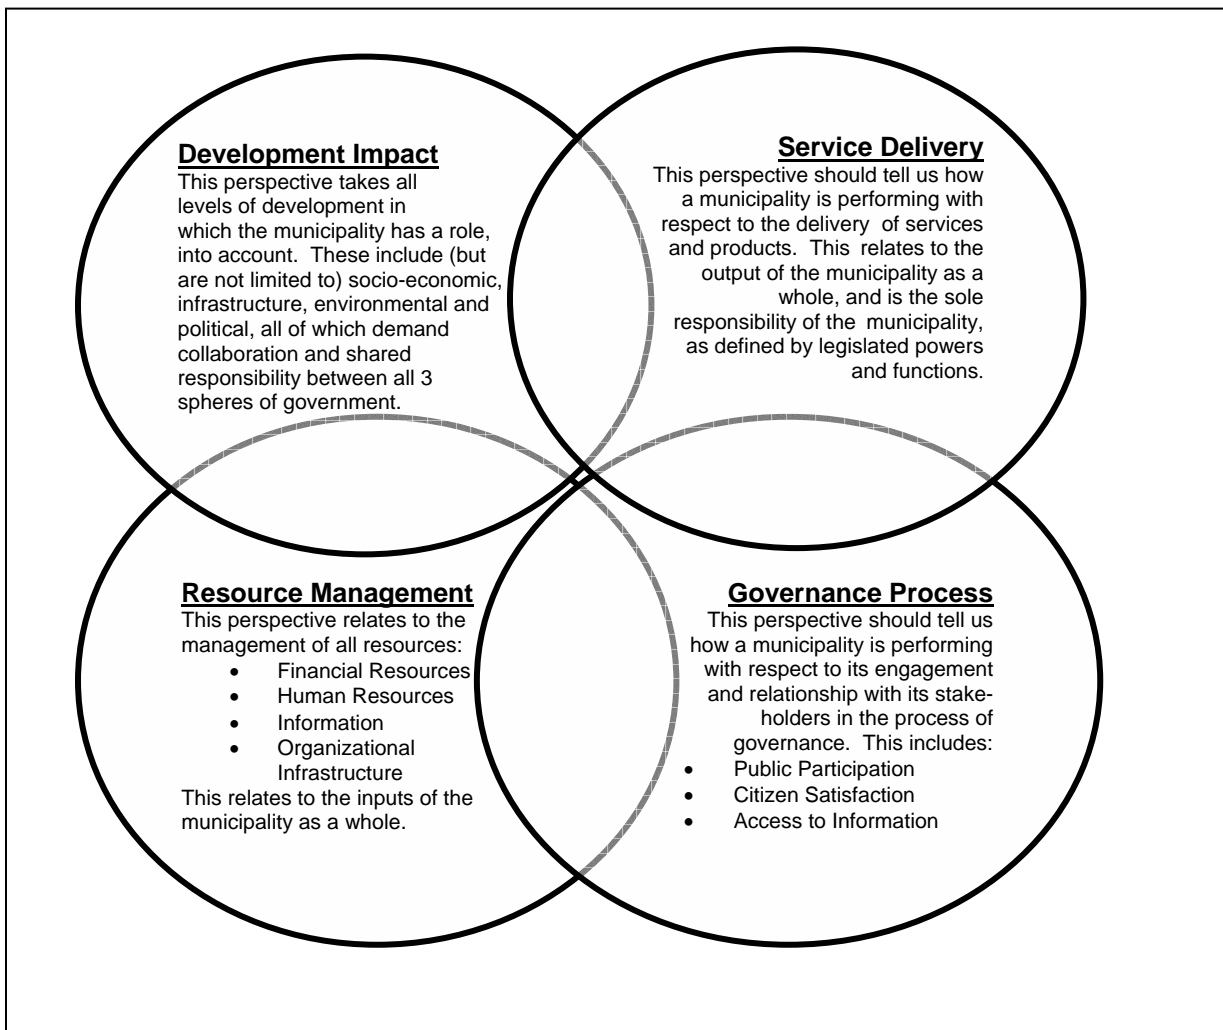 Development Impact
This perspective takes all
levels of development in
which the municipality has a role,
into account.  These include (but
are not limited to) socio-economic,
infrastructure, environmental and
political, all of which demand
collaboration and shared
responsibility between all 3
spheres of government.
Service Delivery
This perspective should tell us how
a municipality is performing with
respect to the delivery  of services
and products.  This  relates to the
output of the municipality as a
whole, and is the sole
responsibility of the  municipality,
as defined by legislated powers
and functions.
Resource Management
This perspective relates to the
management of all resources:
• Financial Resources
• Human Resources
• Information
• Organizational
Infrastructure
This relates to the inputs of the
municipality as a whole.
Governance Process
This perspective should tell us
how a municipality is performing
with respect to its engagement
and relationship with its stake-
holders in the process of
governance.  This includes:
• Public Participation
• Citizen Satisfaction
• Access to Information